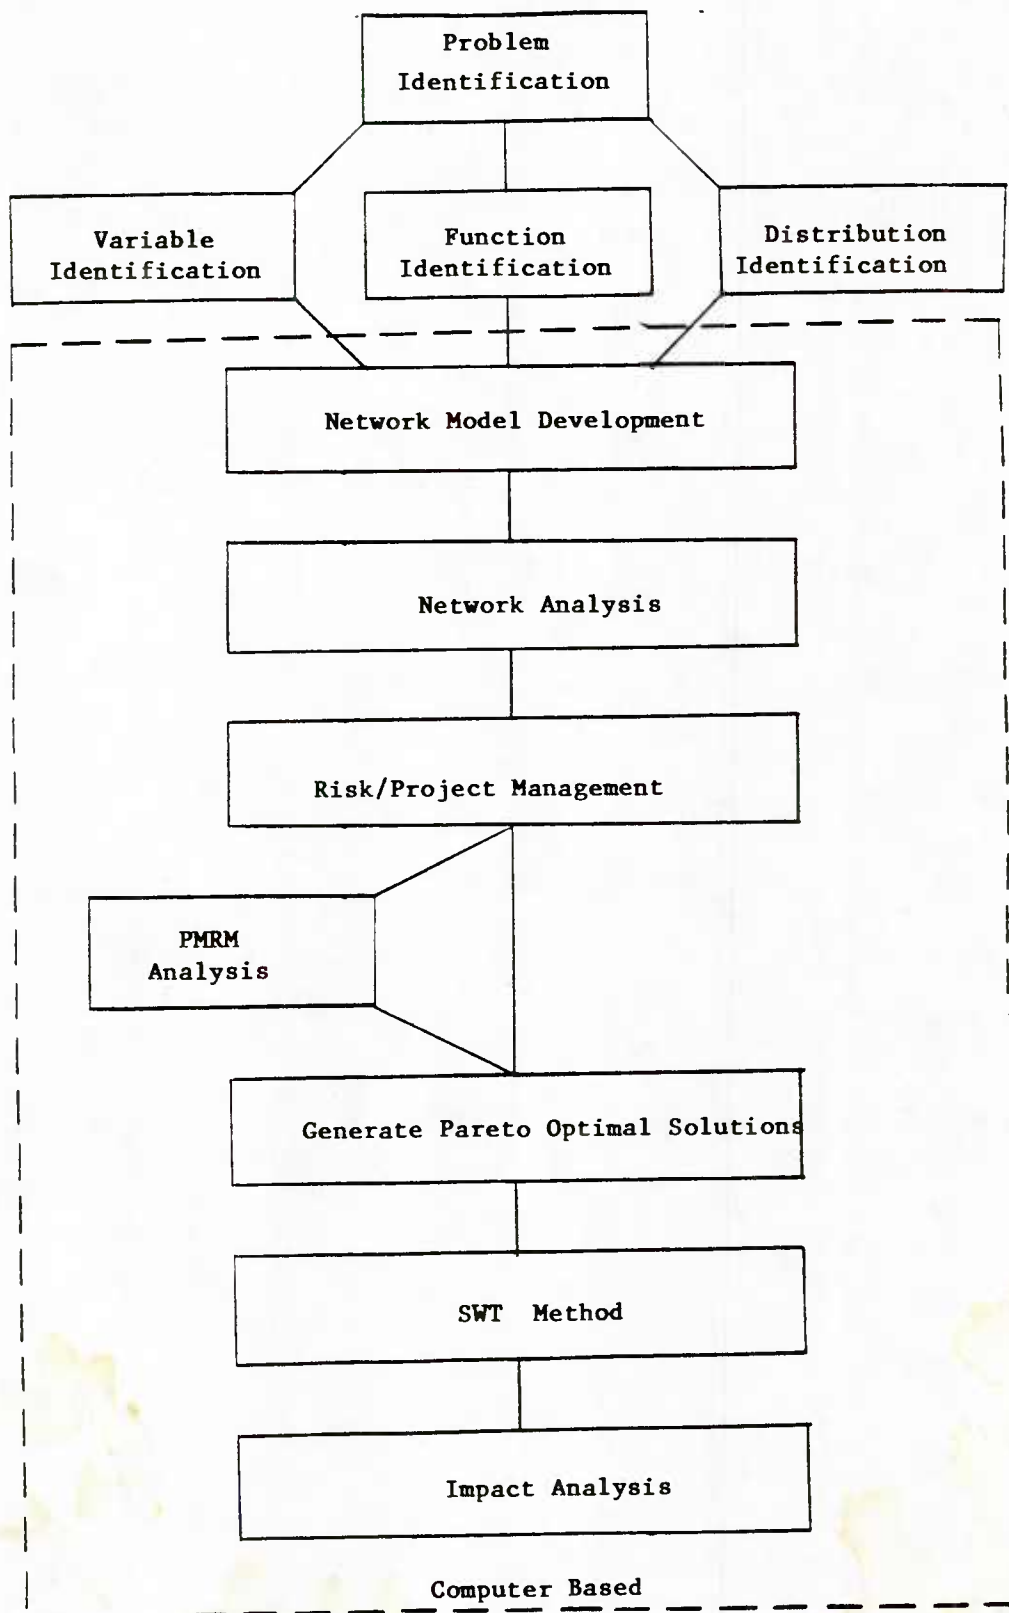 Problem
Identification
Variable
Identification
Function
Identification
Distribution
Identification
Network Model Development
Network Analysis
Risk/Project Management
PMRM
Analysis
Generate Pareto Optimal Solutions
SWT Method
Impact Analysis
Computer Based